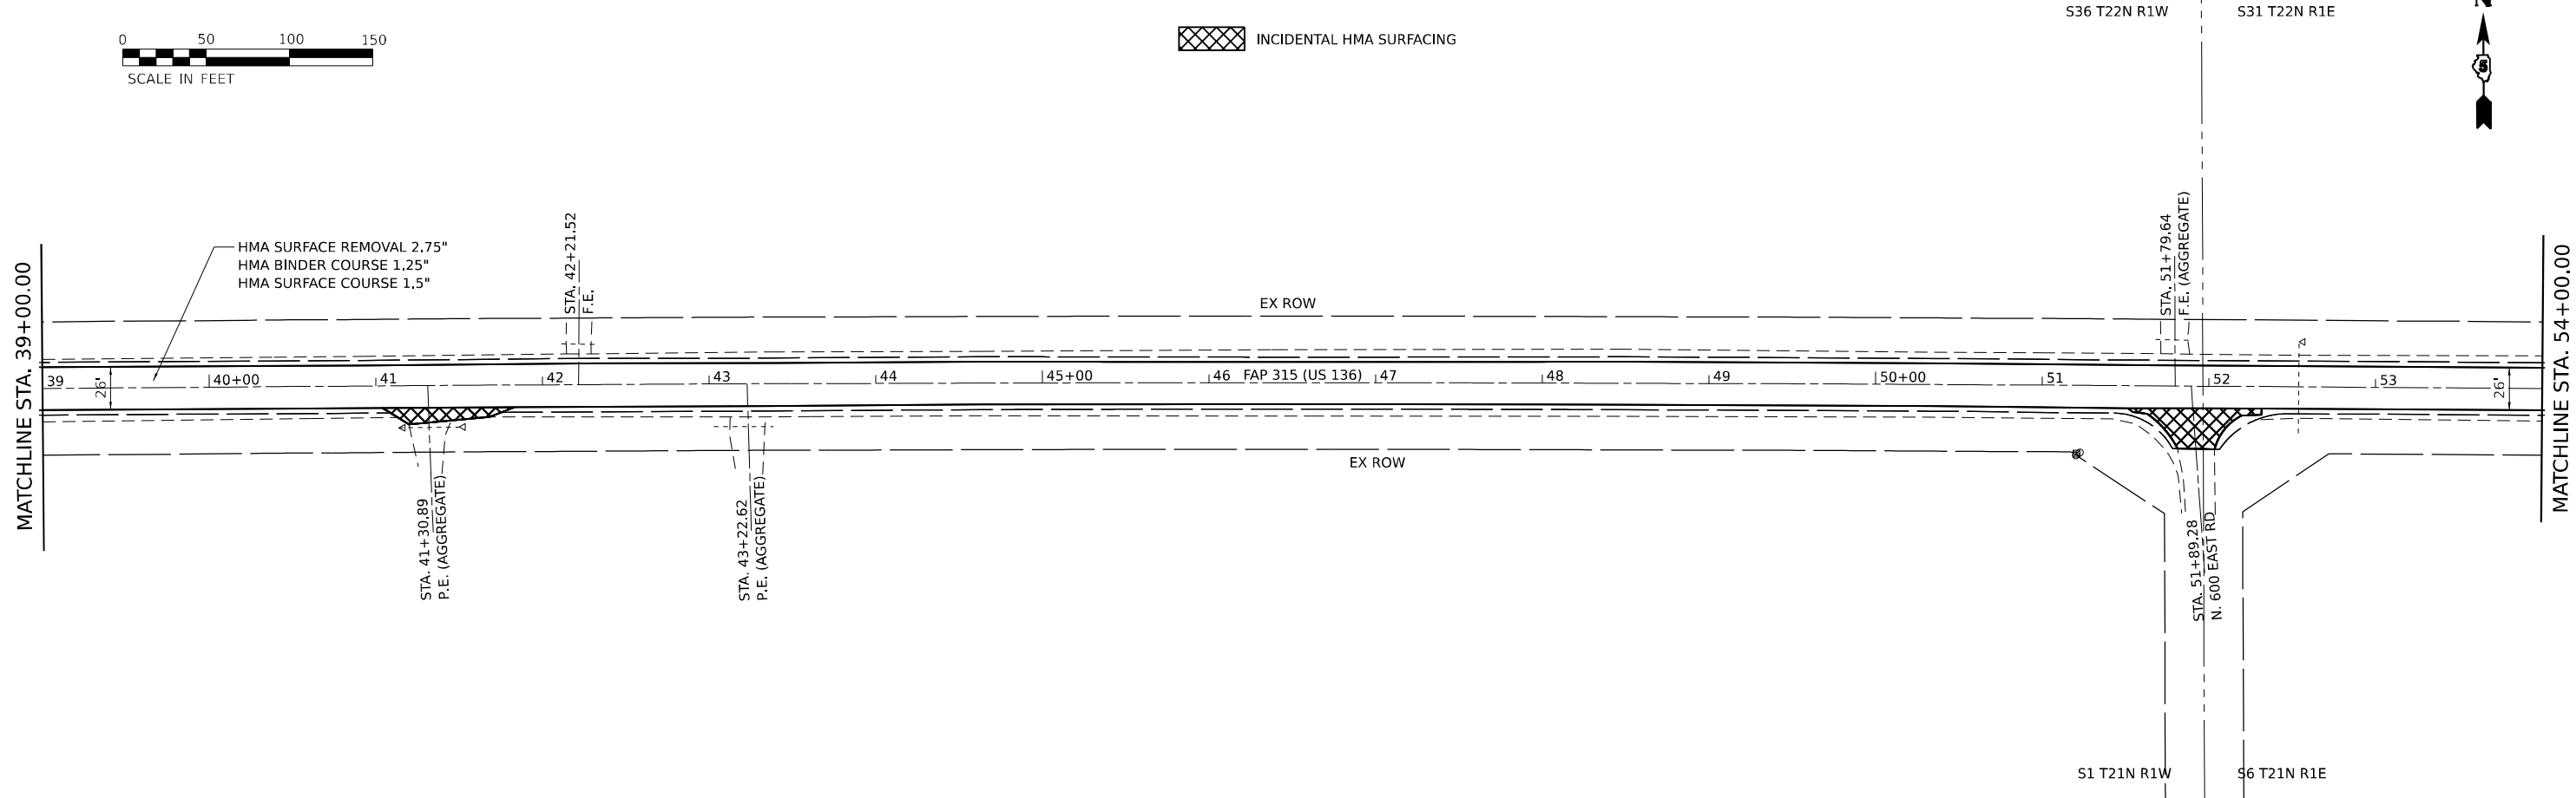 S36 T22N R1W
S31 T22N R1E
N
5
0 50 100 150
SCALE IN FEET
INCIDENTAL HMA SURFACING
HMA SURFACE REMOVAL 2.75"
HMA BINDER COURSE 1.25"
HMA SURFACE COURSE 1.5"
STA. 42+21.52
F.E.
STA. 51+79.64
F.E. (AGGREGATE)
MATCHLINE STA. 39+00.00
MATCHLINE STA. 54+00.00
EX ROW
39 40+00 41 42 43 44 45+00 46 FAP 315 (US 136) 47 48 49 50+00 51 52 53
26'
26'
EX ROW
STA. 41+30.89
P.E. (AGGREGATE)
STA. 43+22.62
P.E. (AGGREGATE)
STA. 51+89.28
N. 600 EAST RD
S1 T21N R1W
S6 T21N R1E